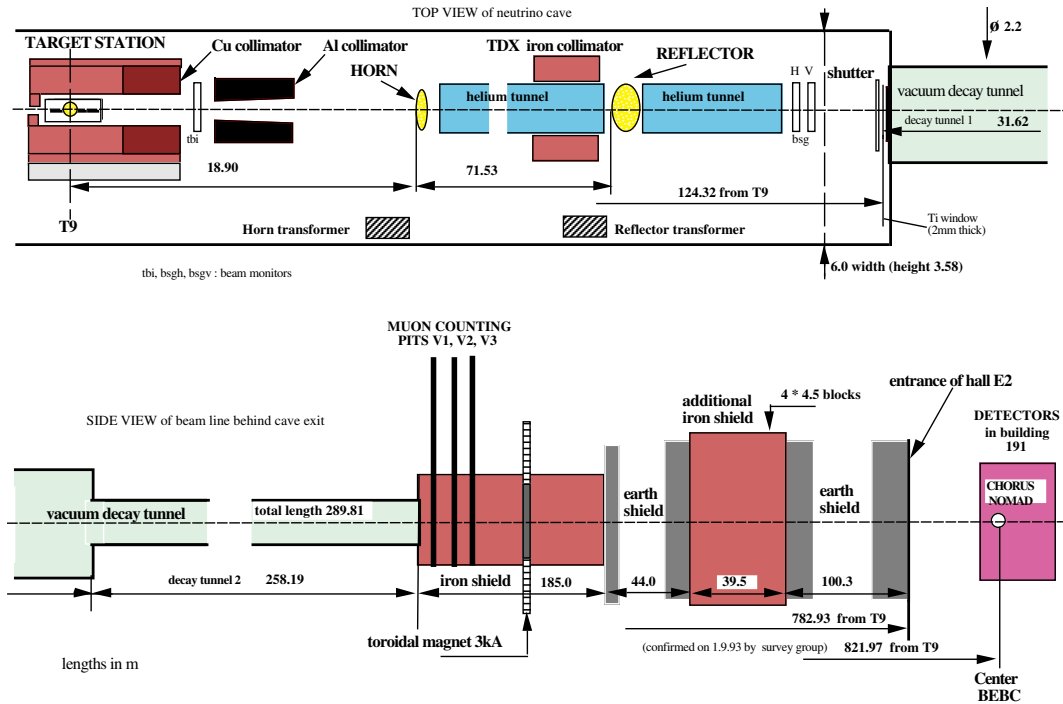 TOP VIEW of neutrino cave
TARGET STATION
Cu collimator
Al collimator
HORN
TDX iron collimator
REFLECTOR
Ø 2.2
H V
shutter
helium tunnel
helium tunnel
vacuum decay tunnel
decay tunnel 1
31.62
tbi
bsg
18.90
71.53
124.32 from T9
T9
Horn transformer
Reflector transformer
Ti window
(2mm thick)
6.0 width (height 3.58)
tbi, bsgh, bsgv : beam monitors
MUON COUNTING
PITS V1, V2, V3
SIDE VIEW of beam line behind cave exit
additional
iron shield
4 * 4.5 blocks
entrance of hall E2
DETECTORS
in building
191
CHORUS
NOMAD
vacuum decay tunnel
total length 289.81
earth
shield
earth
shield
decay tunnel 2
258.19
iron shield
185.0
44.0
39.5
100.3
782.93 from T9
toroidal magnet 3kA
(confirmed on 1.9.93 by survey group)
821.97 from T9
lengths in m
Center
BEBC